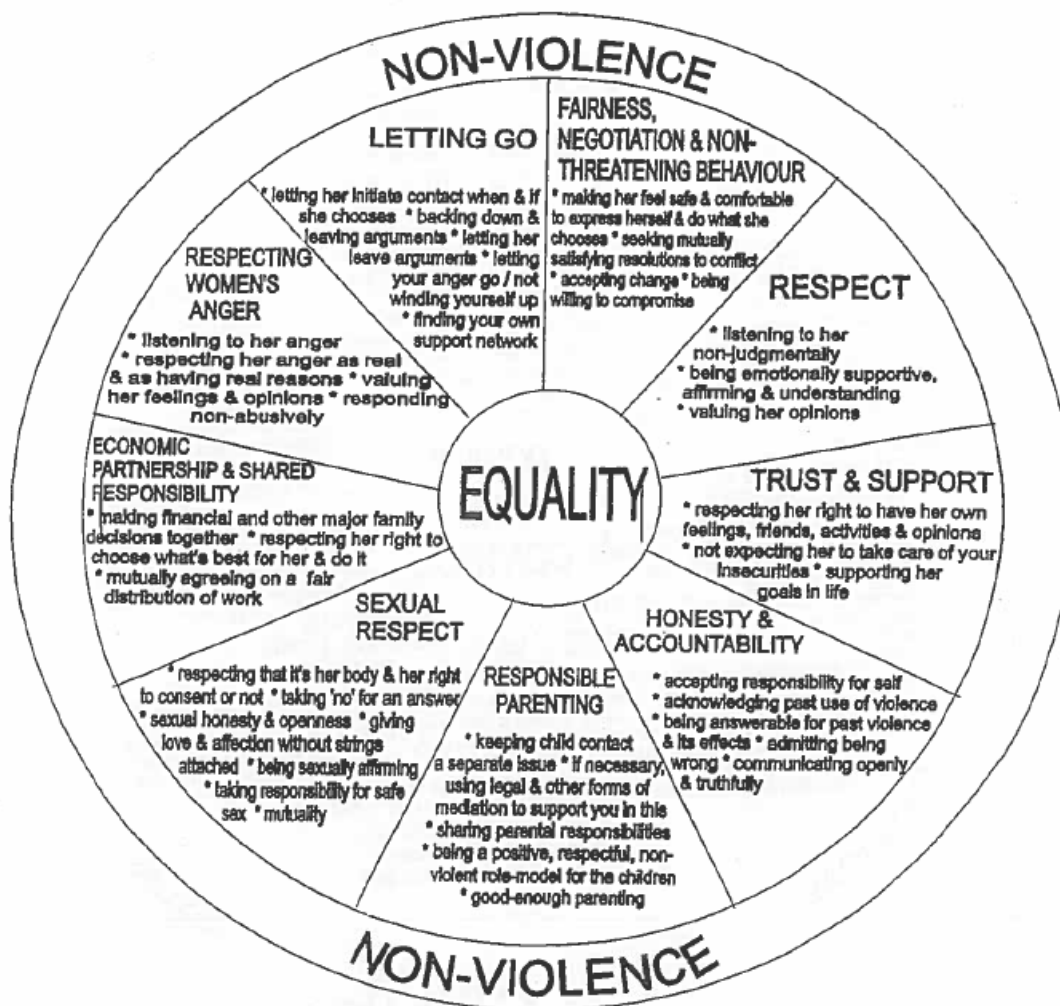 NON-VIOLENCE
LETTING GO
* letting her initiate contact when & if
she chooses * backing down &
leaving arguments * letting her
leave arguments * letting
your anger go / not
winding yourself up
* finding your own
support network
FAIRNESS,
NEGOTIATION & NON-
THREATENING BEHAVIOUR
* making her feel safe & comfortable
to express herself & do what she
chooses * seeking mutually
satisfying resolutions to conflict
* accepting change * being
willing to compromise
RESPECT
* listening to her
non-judgmentally
* being emotionally supportive,
affirming & understanding
* valuing her opinions
TRUST & SUPPORT
* respecting her right to have her own
feelings, friends, activities & opinions
* not expecting her to take care of your
insecurities * supporting her
goals in life
HONESTY &
ACCOUNTABILITY
* accepting responsibility for self
* acknowledging past use of violence
* being answerable for past violence
& its effects * admitting being
wrong * communicating openly
& truthfully
RESPONSIBLE
PARENTING
* keeping child contact
a separate issue * if necessary,
using legal & other forms of
mediation to support you in this
* sharing parental responsibilities
* being a positive, respectful, non-
violent role-model for the children
* good-enough parenting
SEXUAL
RESPECT
* respecting that it's her body & her right
to consent or not * taking 'no' for an answer
* sexual honesty & openness * giving
love & affection without strings
attached * being sexually affirming
* taking responsibility for safe
sex * mutuality
ECONOMIC
PARTNERSHIP & SHARED
RESPONSIBILITY
* making financial and other major family
decisions together * respecting her right to
choose what's best for her & do it
* mutually agreeing on a fair
distribution of work
RESPECTING
WOMEN'S
ANGER
* listening to her anger
* respecting her anger as real
& as having real reasons * valuing
her feelings & opinions * responding
non-abusively
EQUALITY
NON-VIOLENCE